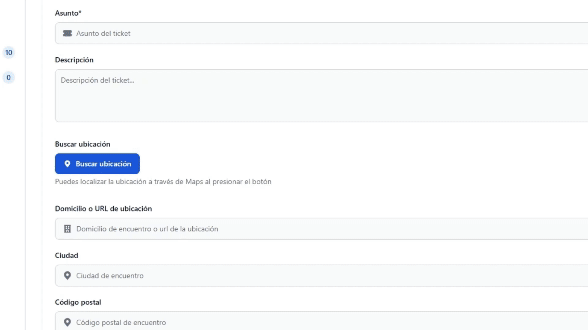 Asunto*
Asunto del ticket
10
Descripción
0
Descripción del ticket...
Buscar ubicación
Buscar ubicación
Puedes localizar la ubicación a través de Maps al presionar el botón
Domicilio o URL de ubicación
Domicilio de encuentro o url de la ubicación
Ciudad
Ciudad de encuentro
Código postal
Código postal de encuentro